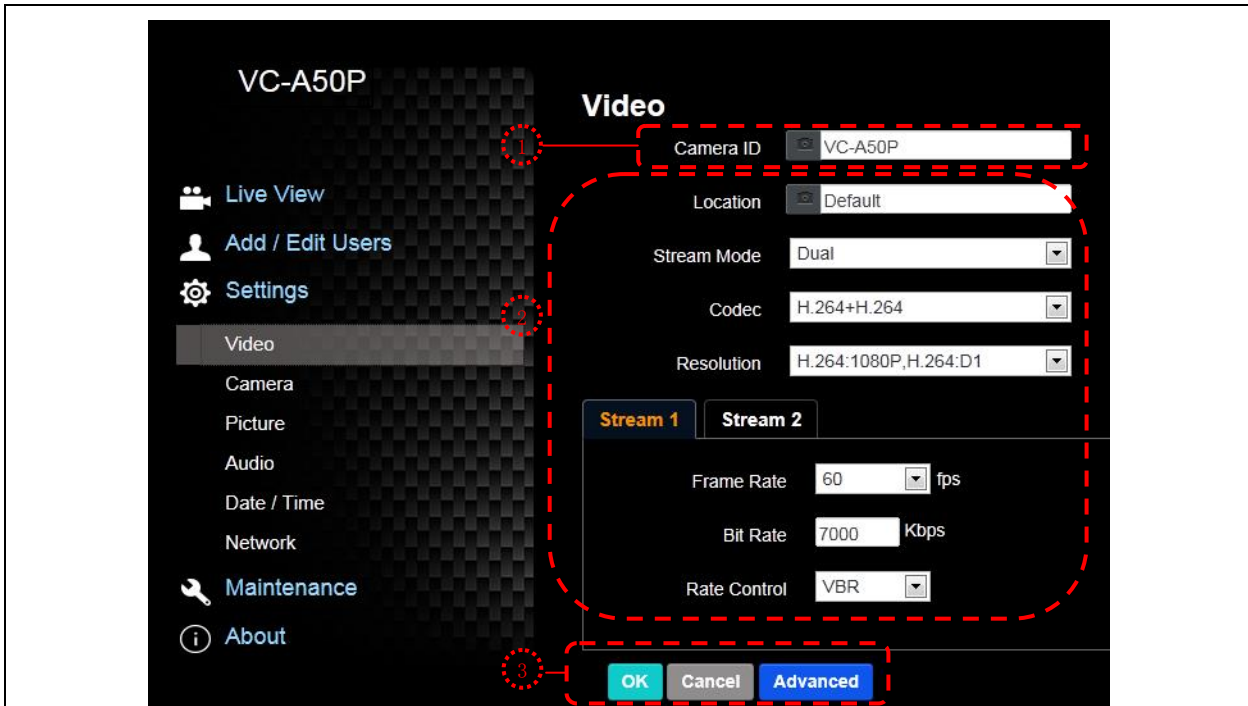 VC-A50P
Live View
Add / Edit Users
Settings
Video
Camera
Picture
Audio
Date / Time
Network
Maintenance
About
Video
1
Camera ID VC-A50P
2
Location Default
Stream Mode Dual
Codec H.264+H.264
Resolution H.264:1080P,H.264:D1
Stream 1 Stream 2
Frame Rate 60 fps
Bit Rate 7000 Kbps
Rate Control VBR
3
OK Cancel Advanced